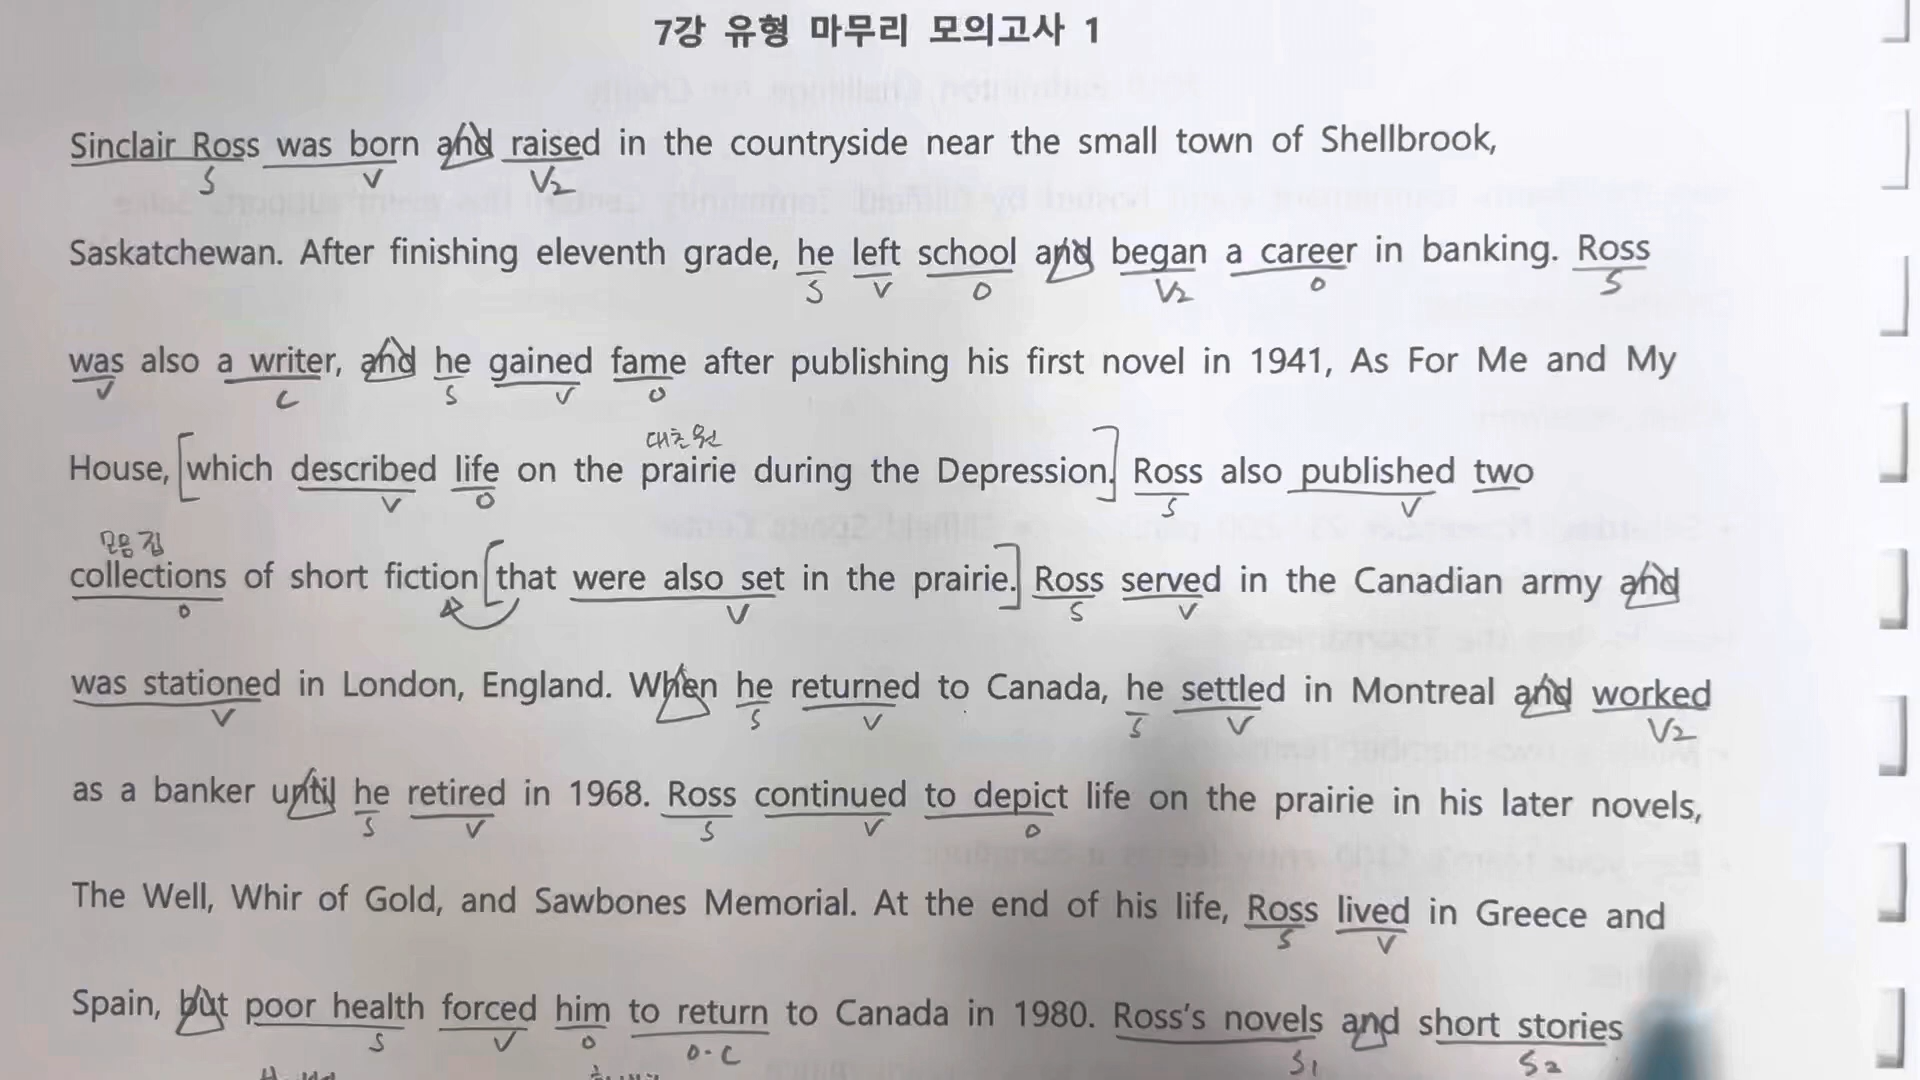 7강 유형 마무리 모의고사 1
Sinclair Ross was born and raised in the countryside near the small town of Shellbrook,
S V V2
Saskatchewan. After finishing eleventh grade, he left school and began a career in banking. Ross
S V O V2 O S
was also a writer, and he gained fame after publishing his first novel in 1941, As For Me and My
V C S V O
대초원
House, [which described life on the prairie during the Depression.] Ross also published two
V O S V
모음집
collections of short fiction [that were also set in the prairie.] Ross served in the Canadian army and
O V S V
was stationed in London, England. When he returned to Canada, he settled in Montreal and worked
V S V S V V2
as a banker until he retired in 1968. Ross continued to depict life on the prairie in his later novels,
S V S V O
The Well, Whir of Gold, and Sawbones Memorial. At the end of his life, Ross lived in Greece and
S V
Spain, but poor health forced him to return to Canada in 1980. Ross's novels and short stories
S V O O·C S1 S2